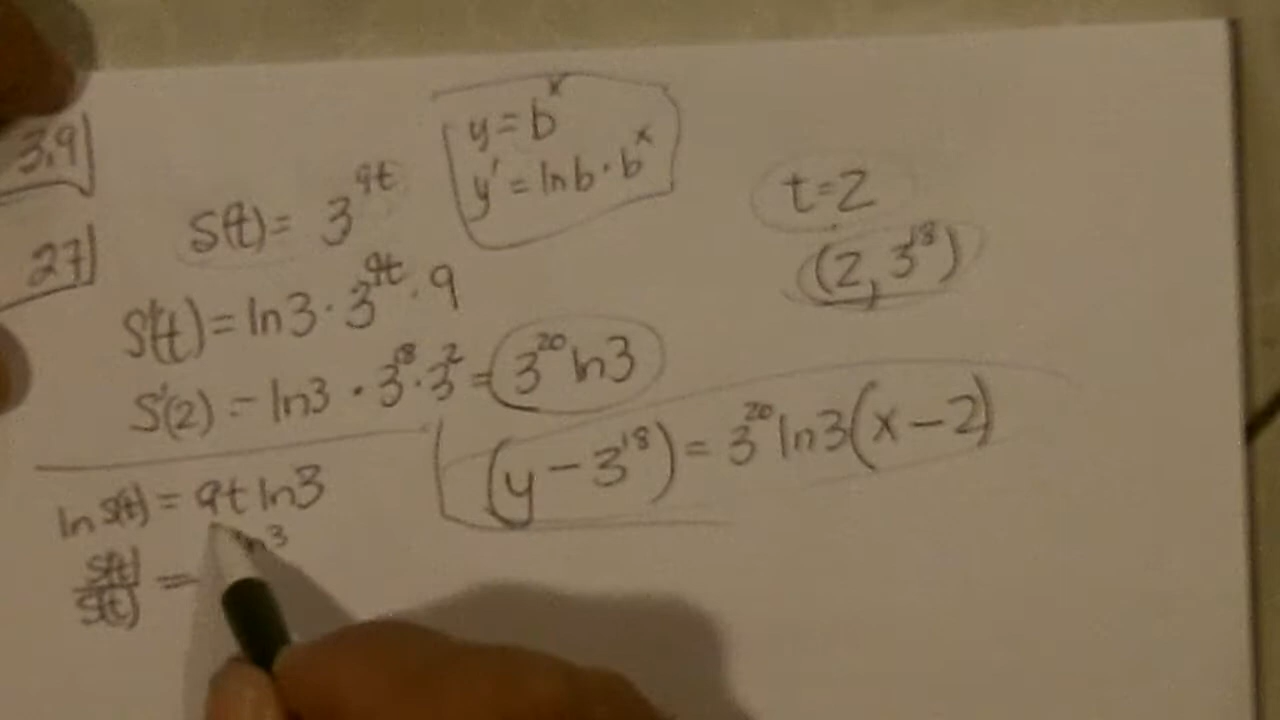 3.9
27
y = b^x
y' = ln b · b^x
S(t) = 3^{9t}
t = 2
(2, 3^{18})
S'(t) = ln3 · 3^{9t} · 9
S'(2) = ln3 · 3^{18} · 3^2 = 3^{20} ln3
(y - 3^{18}) = 3^{20} ln3 (x - 2)
ln S(t) = 9t ln3
S'(t)/S(t) =
ln3